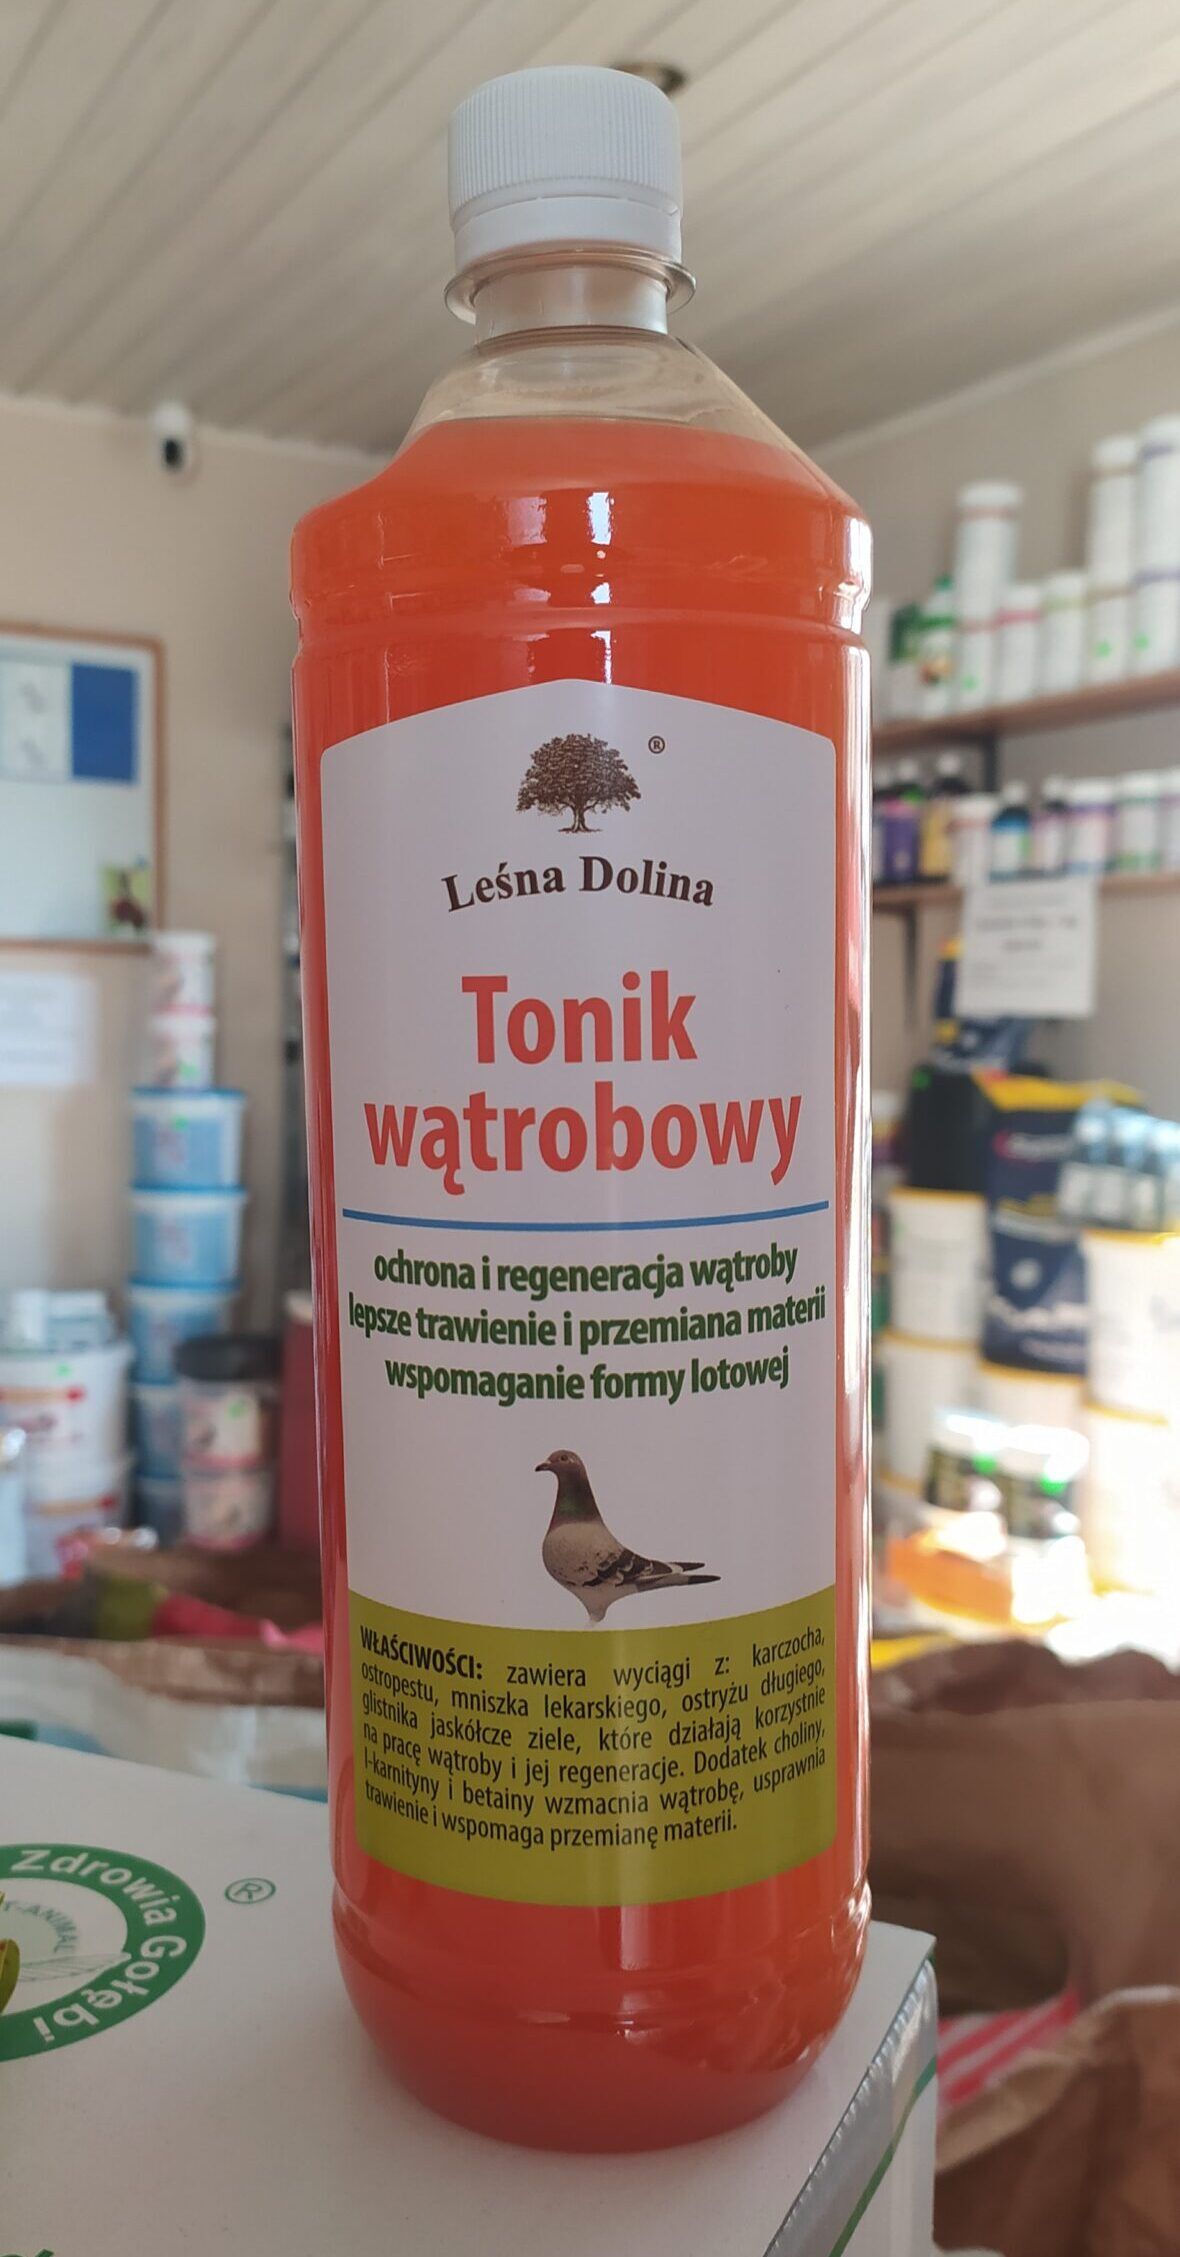 ®
Leśna Dolina
Tonik
wątrobowy
ochrona i regeneracja wątroby
lepsze trawienie i przemiana materii
wspomaganie formy lotowej
WŁAŚCIWOŚCI: zawiera wyciągi z: karczocha,
ostropestu, mniszka lekarskiego, ostryżu długiego,
glistnika jaskółcze ziele, które działają korzystnie
na pracę wątroby i jej regeneracje. Dodatek choliny,
l-karnityny i betainy wzmacnia wątrobę, usprawnia
trawienie i wspomaga przemianę materii.
Zdrowia Gołębi
®